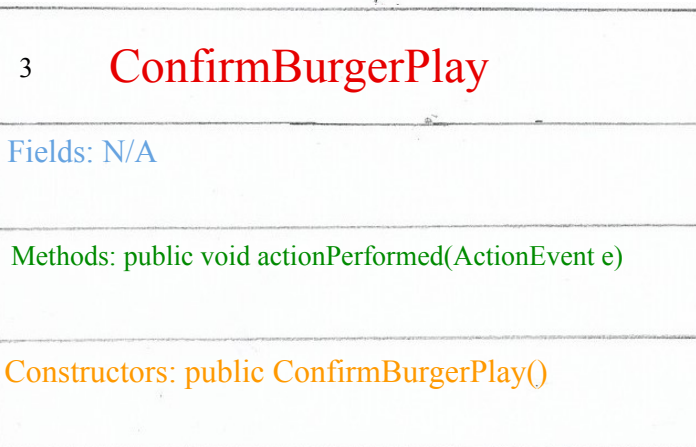 3 ConfirmBurgerPlay
Fields: N/A
Methods: public void actionPerformed(ActionEvent e)
Constructors: public ConfirmBurgerPlay()